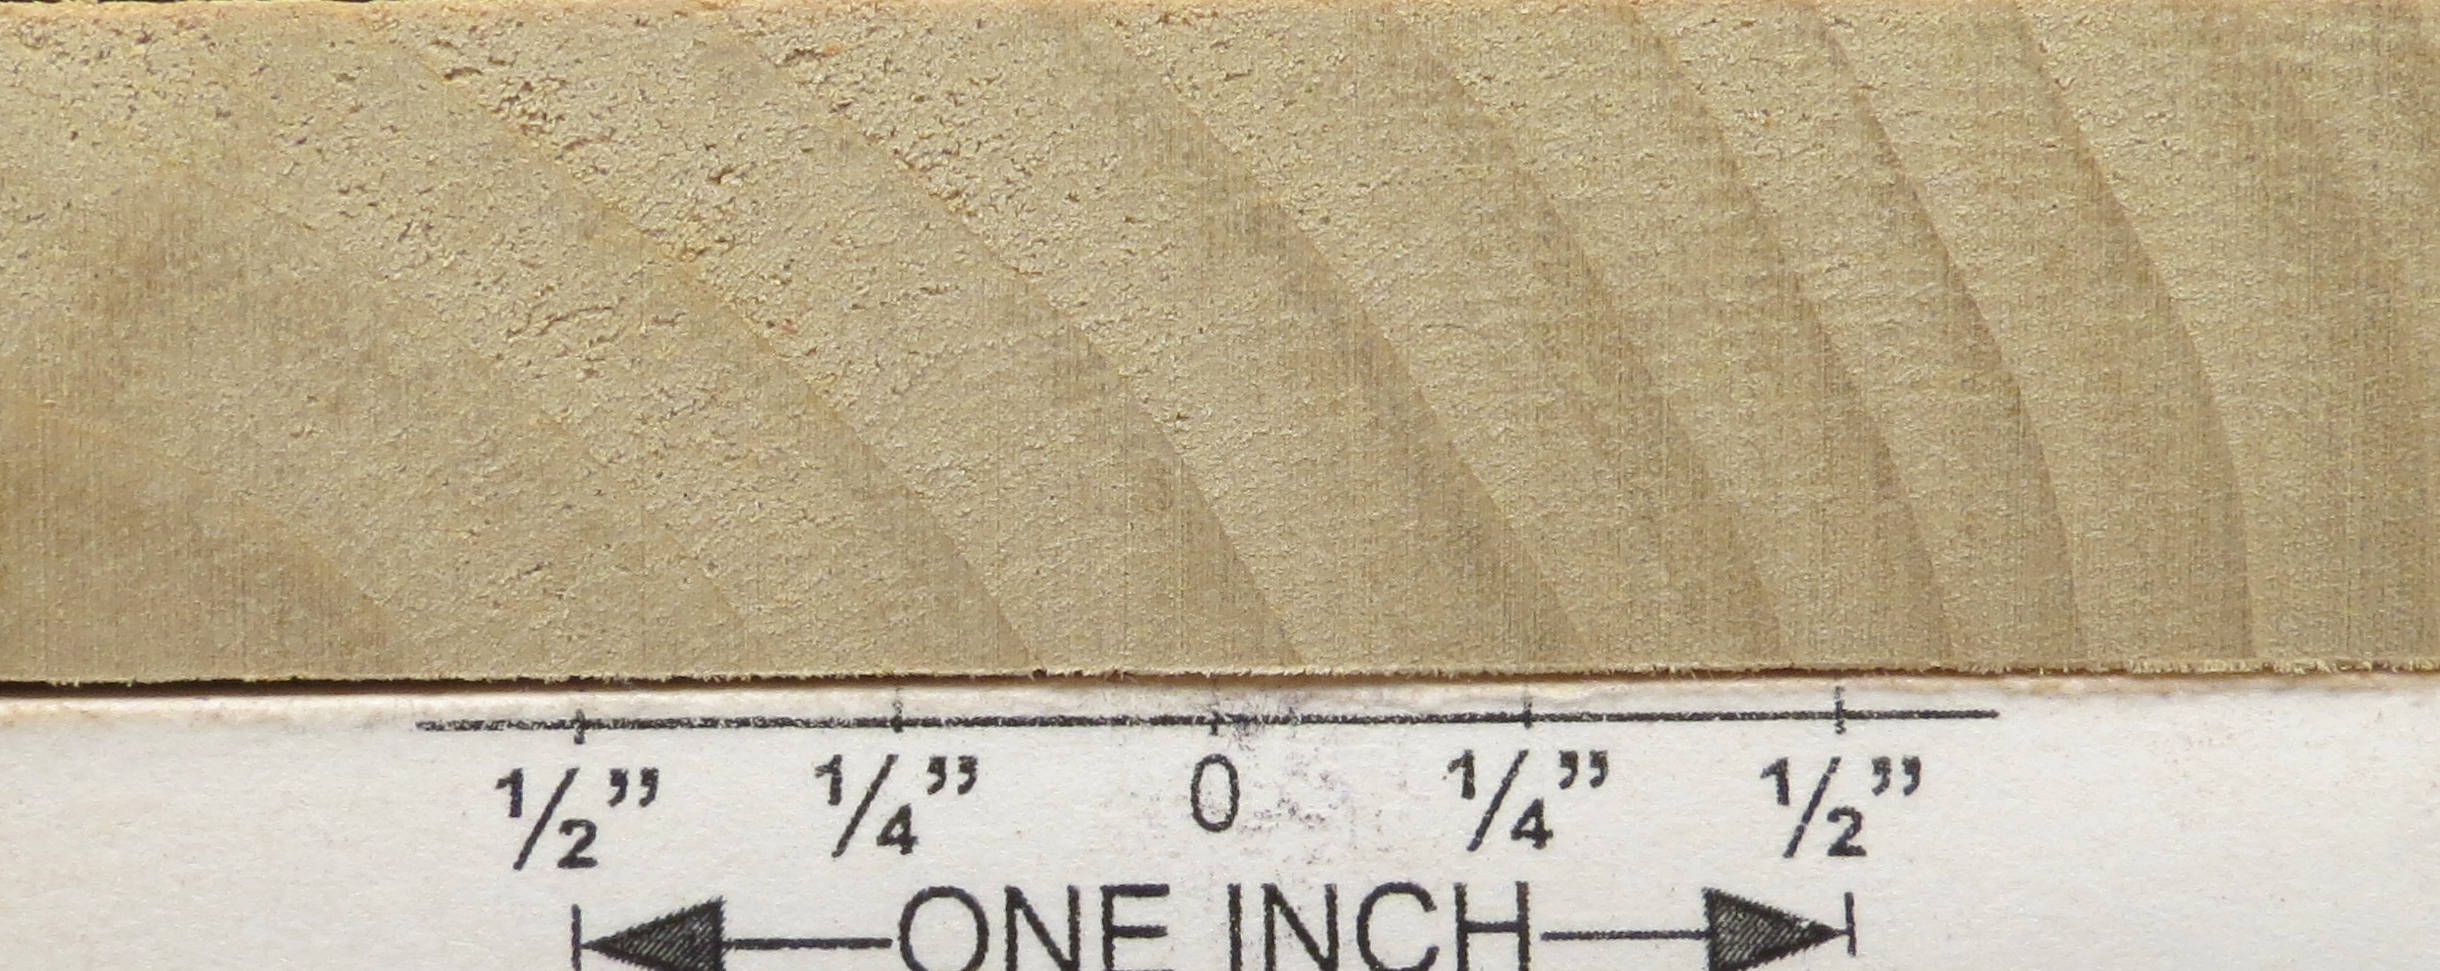 1/2” 1/4” 0 1/4” 1/2”
ONE INCH